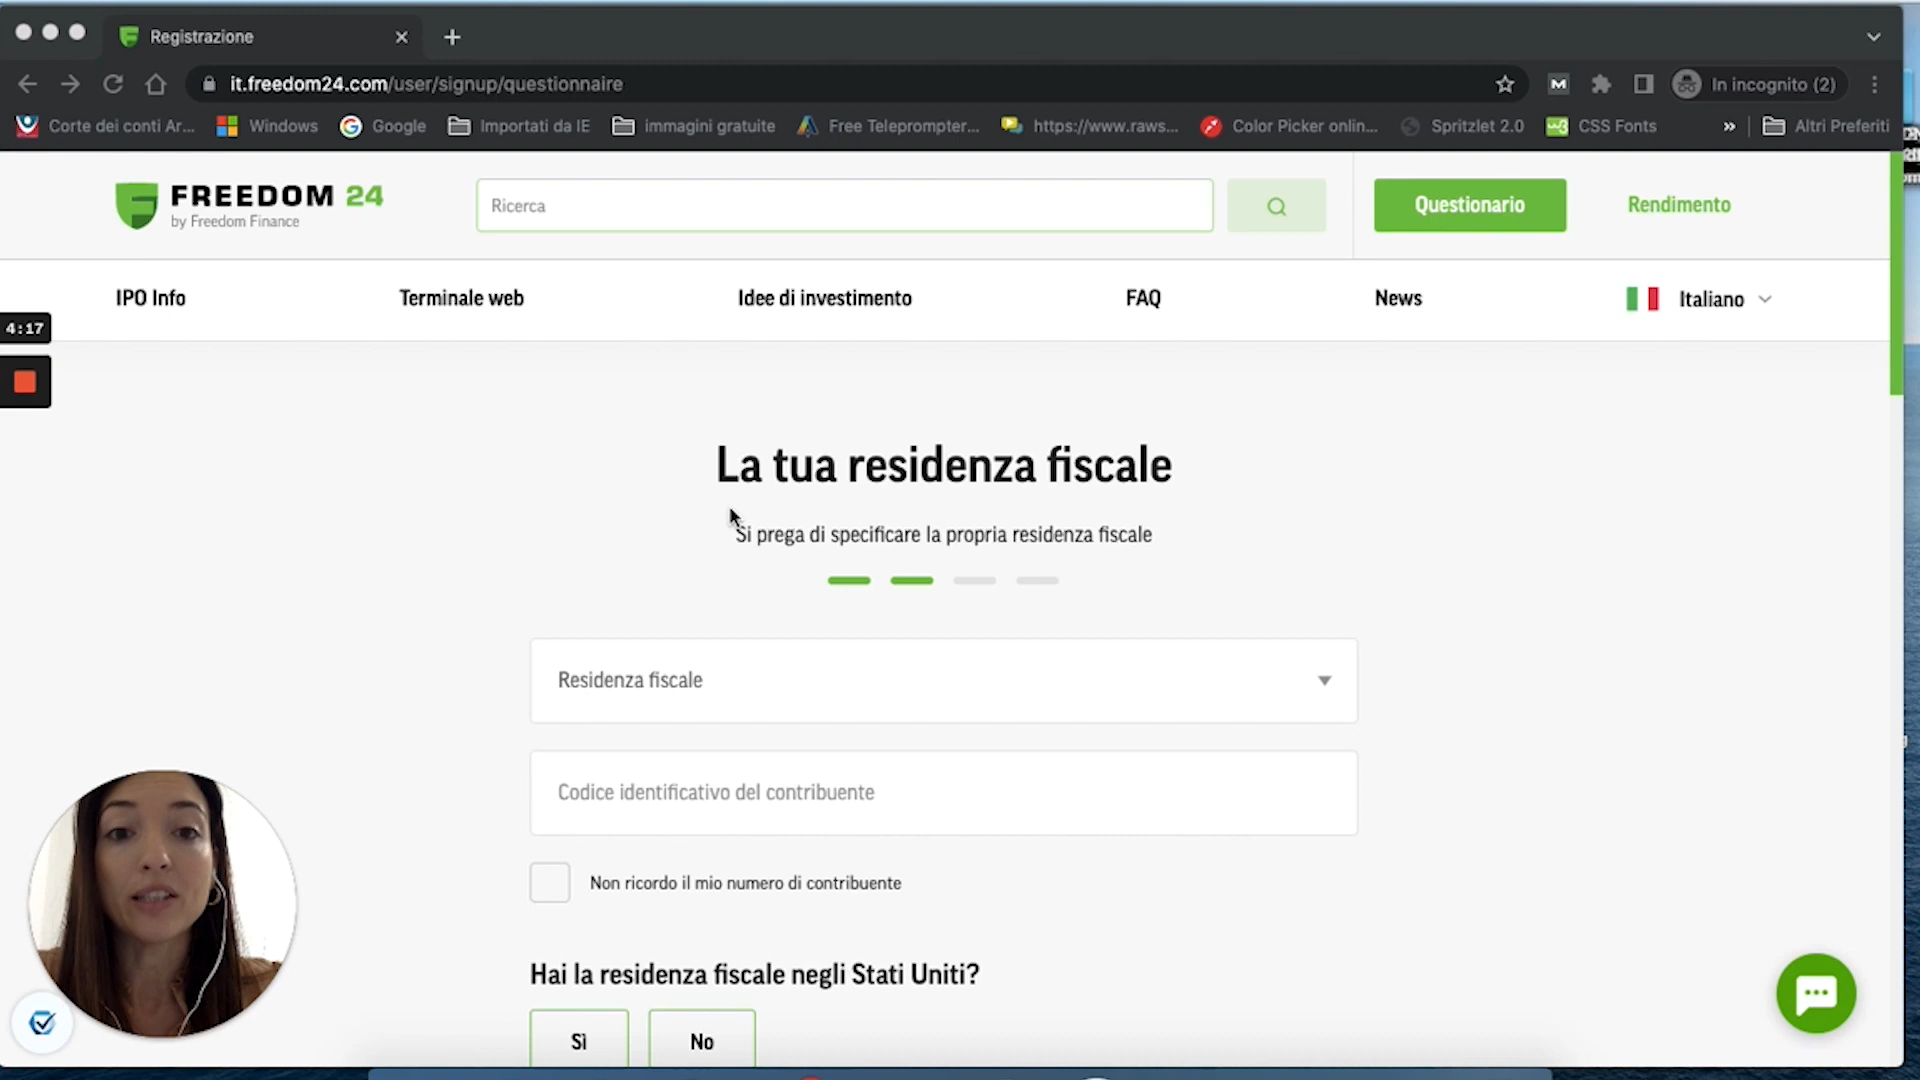 Registrazione
it.freedom24.com/user/signup/questionnaire
In incognito (2)
Corte dei conti Ar...
Windows
Google
Importati da IE
immagini gratuite
Free Teleprompter...
https://www.raws...
Color Picker onlin...
Spritzlet 2.0
CSS Fonts
»
Altri Preferiti
FREEDOM 24
by Freedom Finance
Ricerca
Questionario
Rendimento
IPO Info
Terminale web
Idee di investimento
FAQ
News
Italiano
4:17
La tua residenza fiscale
Si prega di specificare la propria residenza fiscale
Residenza fiscale
Codice identificativo del contribuente
Non ricordo il mio numero di contribuente
Hai la residenza fiscale negli Stati Uniti?
Sì
No